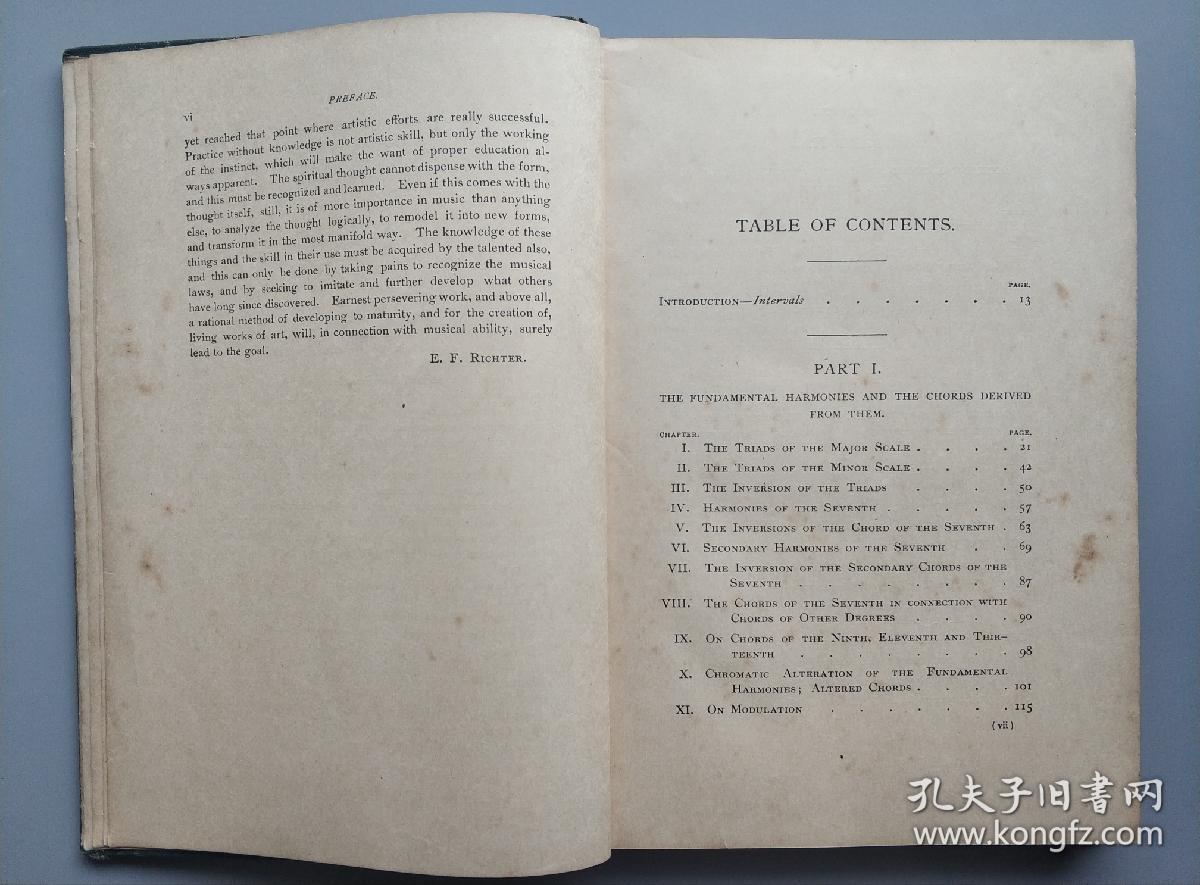 PREFACE.
vi
yet reached that point where artistic efforts are really successful.
Practice without knowledge is not artistic skill, but only the working
of the instinct, which will make the want of proper education al-
ways apparent. The spiritual thought cannot dispense with the form,
and this must be recognized and learned. Even if this comes with the
thought itself, still, it is of more importance in music than anything
else, to analyze the thought logically, to remodel it into new forms,
and transform it in the most manifold way. The knowledge of these
things and the skill in their use must be acquired by the talented also,
and this can only be done by taking pains to recognize the musical
laws, and by seeking to imitate and further develop what others
have long since discovered. Earnest persevering work, and above all,
a rational method of developing to maturity, and for the creation of,
living works of art, will, in connection with musical ability, surely
lead to the goal.
E. F. RICHTER.
TABLE OF CONTENTS.
PAGE.
INTRODUCTION—Intervals . . . . . . . 13
PART I.
THE FUNDAMENTAL HARMONIES AND THE CHORDS DERIVED
FROM THEM.
CHAPTER. PAGE.
I. THE TRIADS OF THE MAJOR SCALE . . . . 21
II. THE TRIADS OF THE MINOR SCALE . . . . 42
III. THE INVERSION OF THE TRIADS . . . . 50
IV. HARMONIES OF THE SEVENTH . . . . . 57
V. THE INVERSIONS OF THE CHORD OF THE SEVENTH . 63
VI. SECONDARY HARMONIES OF THE SEVENTH . . 69
VII. THE INVERSION OF THE SECONDARY CHORDS OF THE
SEVENTH . . . . . . . . 87
VIII. THE CHORDS OF THE SEVENTH IN CONNECTION WITH
CHORDS OF OTHER DEGREES . . . . 90
IX. ON CHORDS OF THE NINTH, ELEVENTH AND THIR-
TEENTH . . . . . . . 98
X. CHROMATIC ALTERATION OF THE FUNDAMENTAL
HARMONIES; ALTERED CHORDS . . . . 101
XI. ON MODULATION . . . . . . . 115
(vii)
孔夫子旧書网
www.kongfz.com